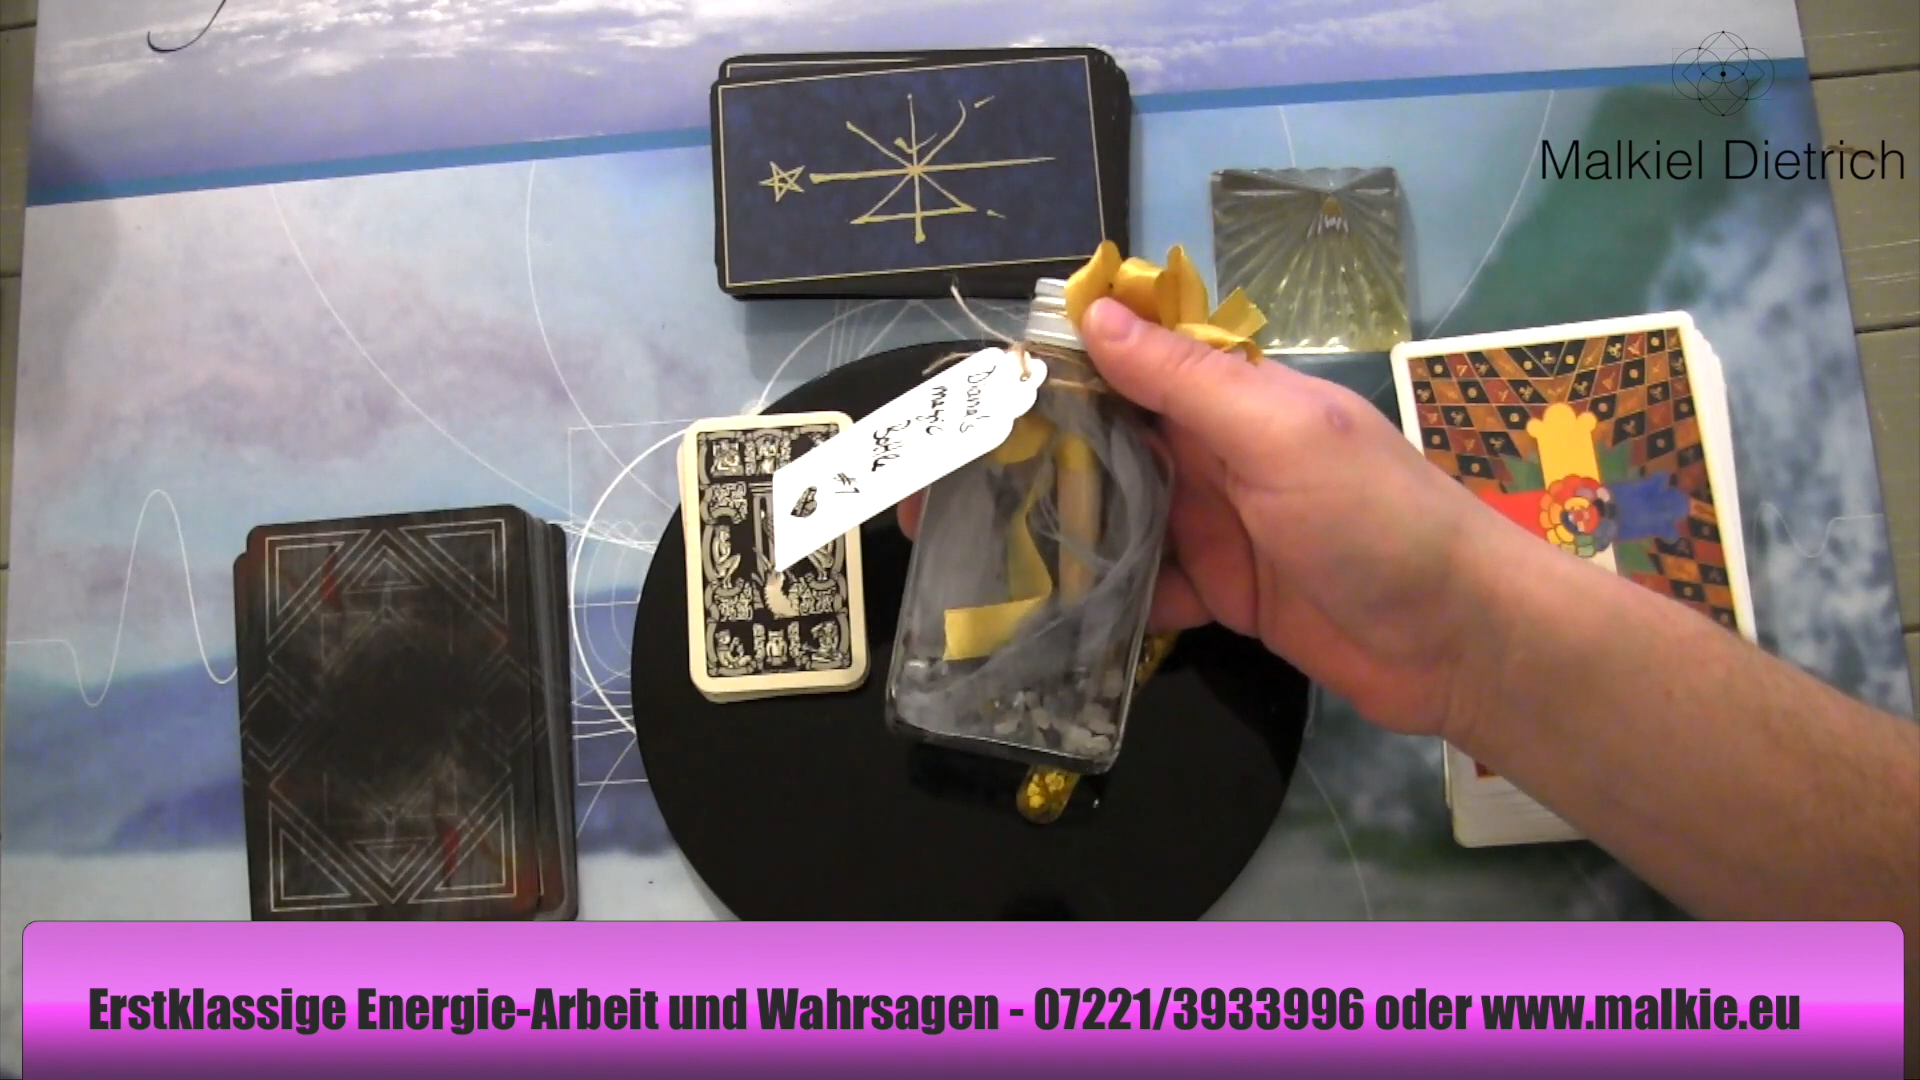 Malkiel Dietrich
Diana's
magic
Bottle
#1
Erstklassige Energie-Arbeit und Wahrsagen - 07221/3933996 oder www.malkie.eu